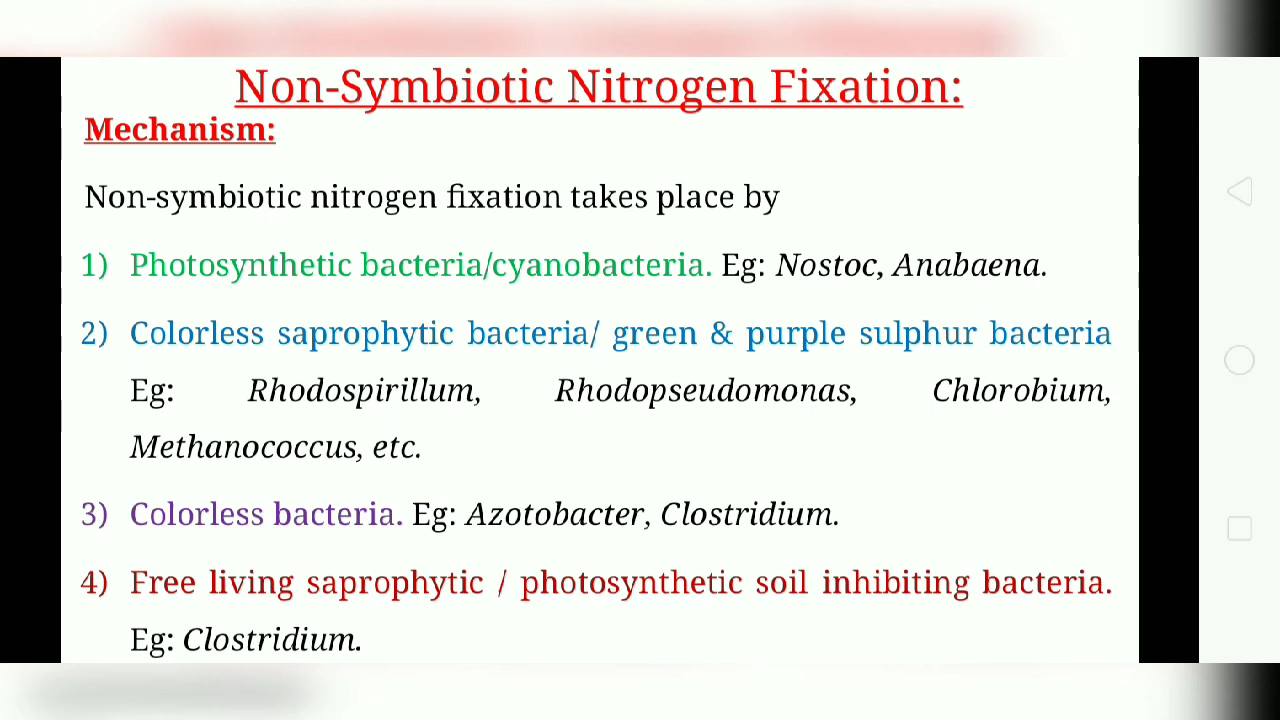 Non-Symbiotic Nitrogen Fixation:
Mechanism:
Non-symbiotic nitrogen fixation takes place by
1) Photosynthetic bacteria/cyanobacteria. Eg: Nostoc, Anabaena.
2) Colorless saprophytic bacteria/ green & purple sulphur bacteria
Eg: Rhodospirillum, Rhodopseudomonas, Chlorobium,
Methanococcus, etc.
3) Colorless bacteria. Eg: Azotobacter, Clostridium.
4) Free living saprophytic / photosynthetic soil inhibiting bacteria.
Eg: Clostridium.